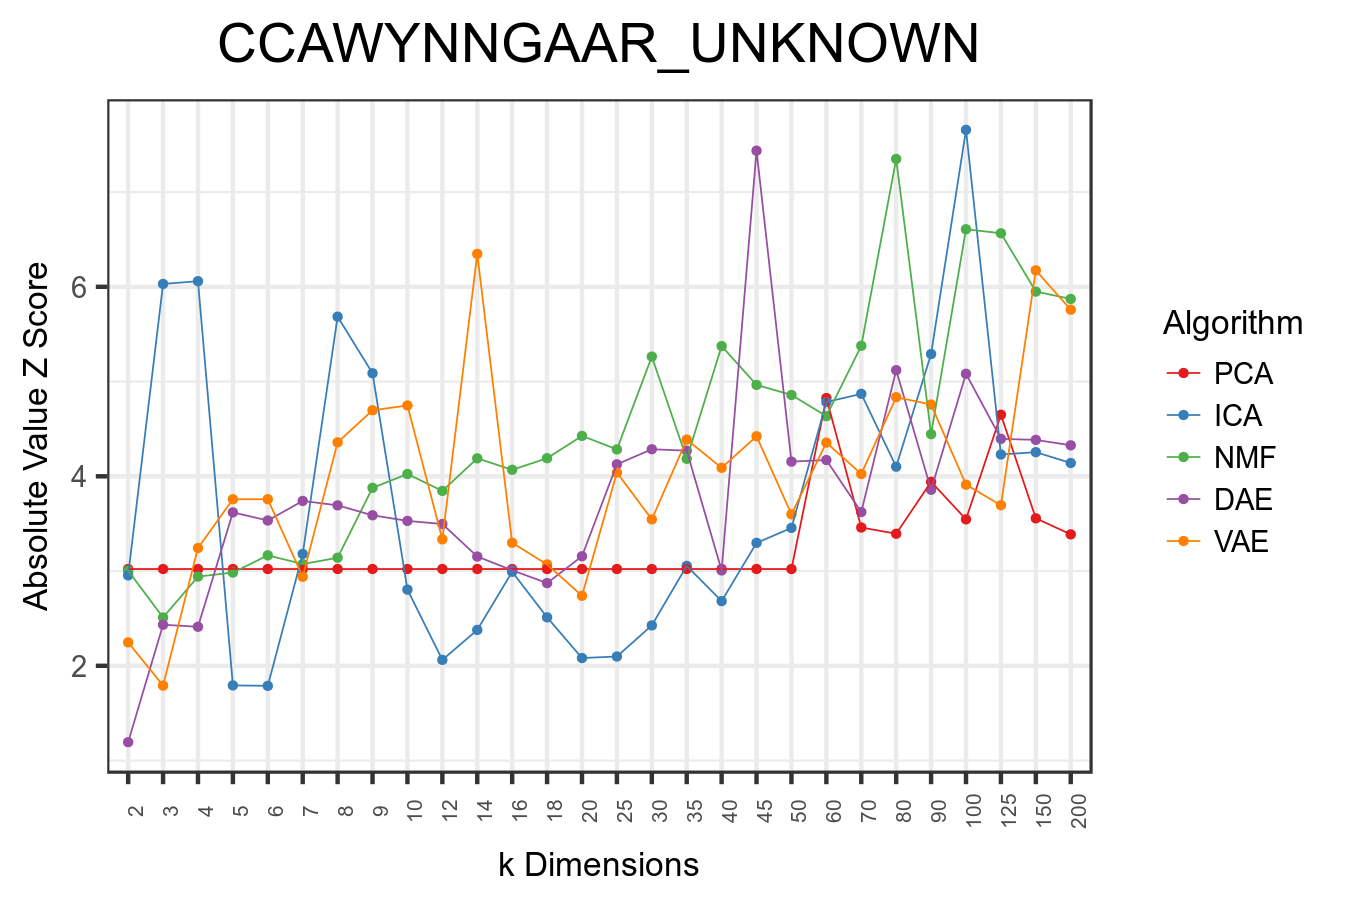 CCAWYNNGAAR_UNKNOWN
Absolute Value Z Score
6
4
2
2 3 4 5 6 7 8 9 10 12 14 16 18 20 25 30 35 40 45 50 60 70 80 90 100 125 150 200
k Dimensions
Algorithm
PCA
ICA
NMF
DAE
VAE